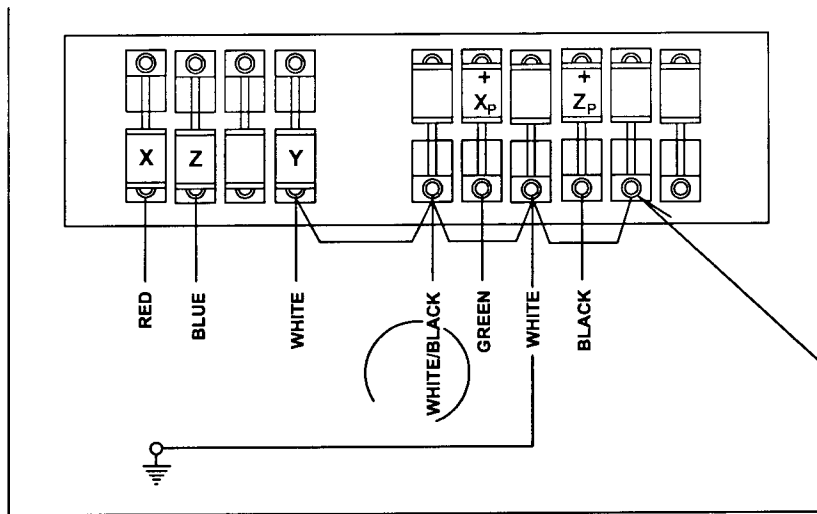 + +
X Z Y Xₚ Zₚ
RED
BLUE
WHITE
WHITE/BLACK
GREEN
WHITE
BLACK